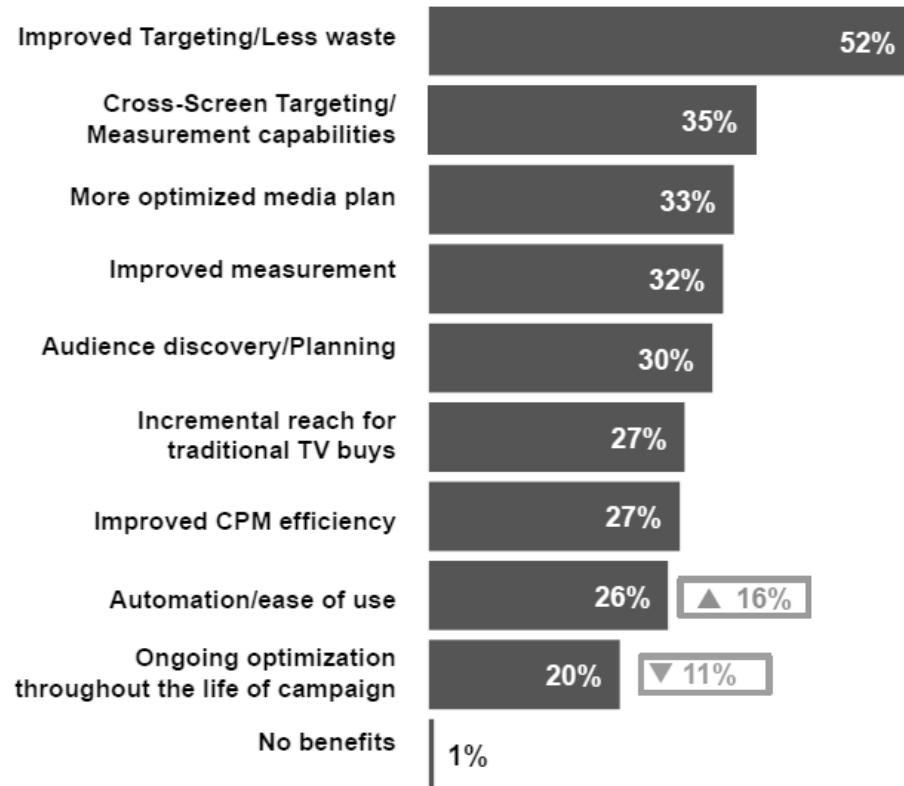 Improved Targeting/Less waste
52%
Cross-Screen Targeting/
Measurement capabilities
35%
More optimized media plan
33%
Improved measurement
32%
Audience discovery/Planning
30%
Incremental reach for
traditional TV buys
27%
Improved CPM efficiency
27%
Automation/ease of use
26%
▲ 16%
Ongoing optimization
throughout the life of campaign
20%
▼ 11%
No benefits
1%